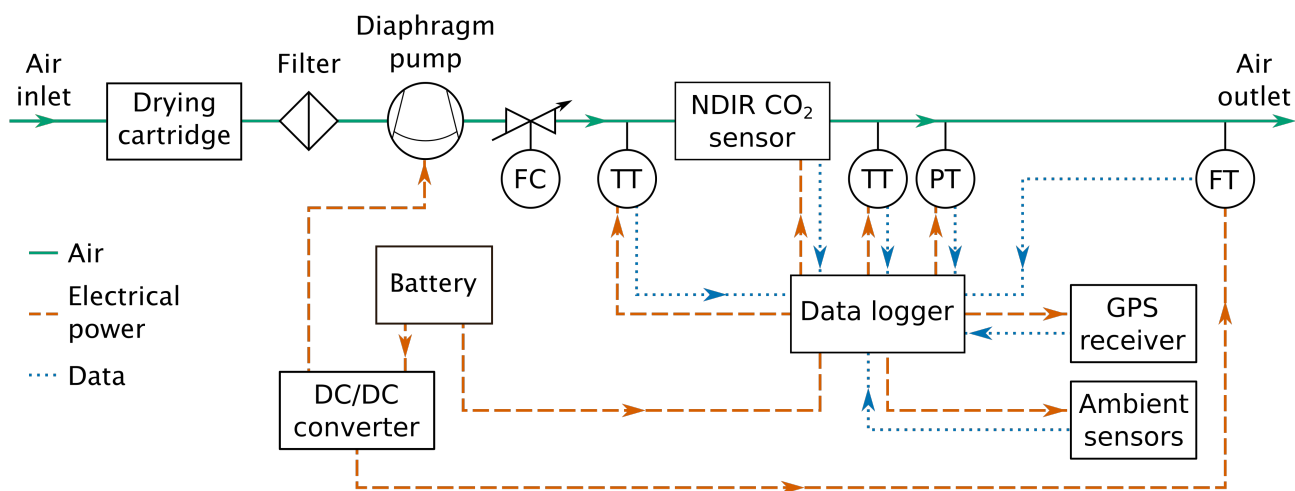 Air
inlet
Drying
cartridge
Filter
Diaphragm
pump
FC
TT
NDIR CO₂
sensor
TT
PT
FT
Air
outlet
Air
Electrical
power
Data
Battery
DC/DC
converter
Data logger
GPS
receiver
Ambient
sensors